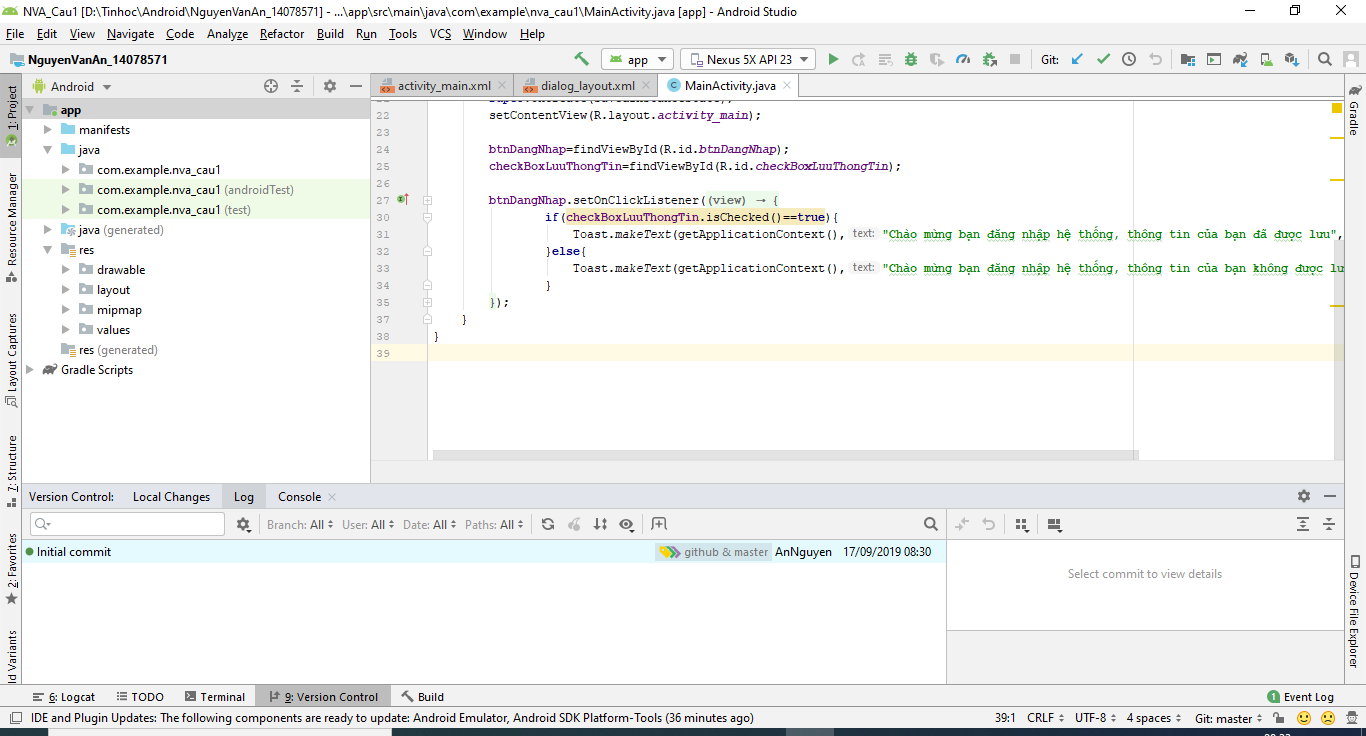 NVA_Cau1 [D:\Tinhoc\Android\NguyenVanAn_14078571] - ...\app\src\main\java\com\example\nva_cau1\MainActivity.java [app] - Android Studio
File Edit View Navigate Code Analyze Refactor Build Run Tools VCS Window Help
NguyenVanAn_14078571 app Nexus 5X API 23 Git:
Android activity_main.xml dialog_layout.xml MainActivity.java
1: Project
Resource Manager
Layout Captures
7: Structure
2: Favorites
ld Variants
app
manifests
java
com.example.nva_cau1
com.example.nva_cau1 (androidTest)
com.example.nva_cau1 (test)
java (generated)
res
drawable
layout
mipmap
values
res (generated)
Gradle Scripts
22 setContentView(R.layout.activity_main);
23
24 btnDangNhap=findViewById(R.id.btnDangNhap);
25 checkBoxLuuThongTin=findViewById(R.id.checkBoxLuuThongTin);
26
27 btnDangNhap.setOnClickListener((view) → {
30 if(checkBoxLuuThongTin.isChecked()==true){
31 Toast.makeText(getApplicationContext(), text: "Chào mừng bạn đăng nhập hệ thống, thông tin của bạn đã được lưu",
32 }else{
33 Toast.makeText(getApplicationContext(), text: "Chào mừng bạn đăng nhập hệ thống, thông tin của bạn không được lư
34 }
35 });
37 }
38 }
39
Gradle
Device File Explorer
Version Control: Local Changes Log Console
Branch: All User: All Date: All Paths: All
Initial commit github & master AnNguyen 17/09/2019 08:30
Select commit to view details
6: Logcat TODO Terminal 9: Version Control Build 1 Event Log
IDE and Plugin Updates: The following components are ready to update: Android Emulator, Android SDK Platform-Tools (36 minutes ago) 39:1 CRLF UTF-8 4 spaces Git: master